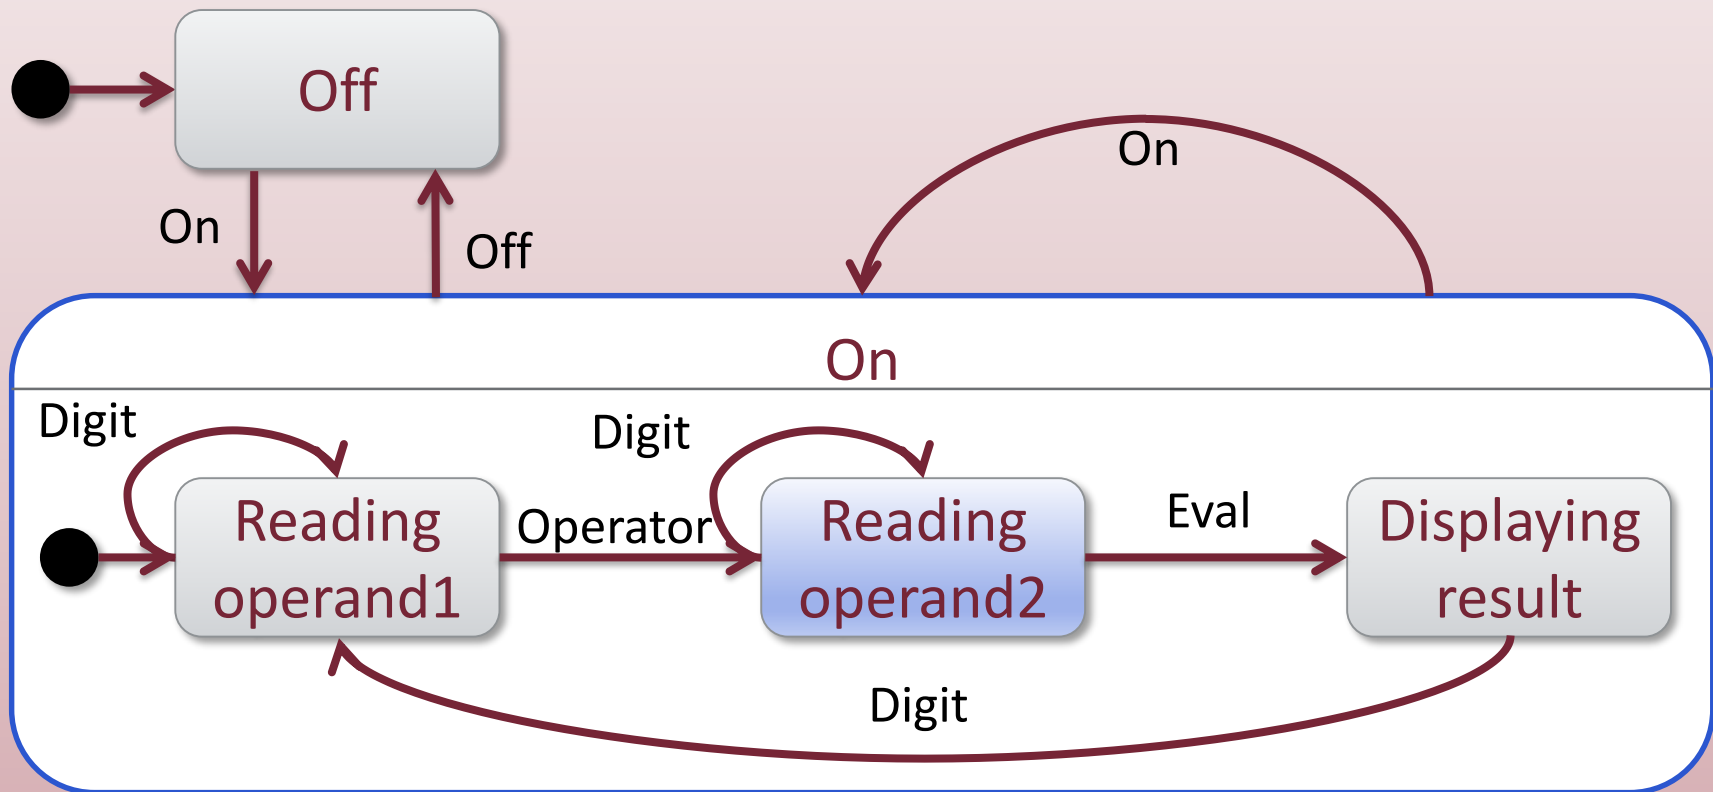 Off
On
On
Off
On
Digit
Digit
Reading
operand1
Operator
Reading
operand2
Eval
Displaying
result
Digit